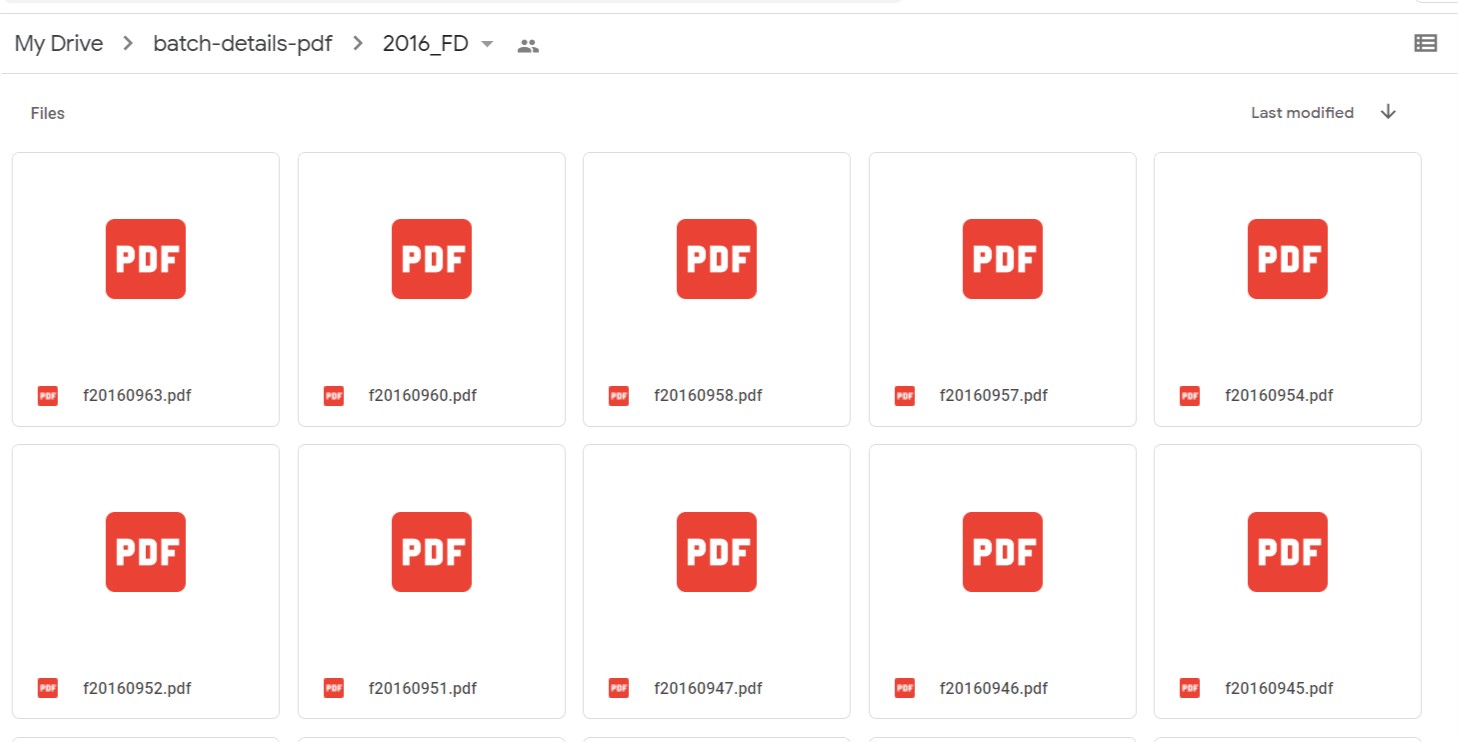 My Drive > batch-details-pdf > 2016_FD
Files Last modified
PDF PDF PDF PDF PDF
PDF f20160963.pdf PDF f20160960.pdf PDF f20160958.pdf PDF f20160957.pdf PDF f20160954.pdf
PDF PDF PDF PDF PDF
PDF f20160952.pdf PDF f20160951.pdf PDF f20160947.pdf PDF f20160946.pdf PDF f20160945.pdf